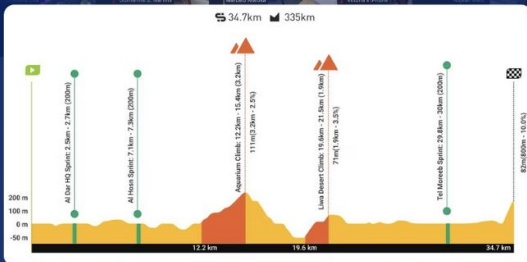 34.7km 335km
Al Dar HQ Sprint: 2.5km - 2.7km (200m)
Al Hosn Sprint: 7.1km - 7.3km (200m)
Aquarium Climb: 12.2km - 15.4km (3.2km)
111m(3.2km - 2.5%)
Liwa Desert Climb: 19.6km - 21.5km (1.9km)
71m(1.9km - 3.5%)
Tel Moreeb Sprint: 29.8km - 30km (200m)
82m(800m - 10.0%)
200 m
100 m
0 m
-50 m
12.2 km 19.6 km 34.7 km